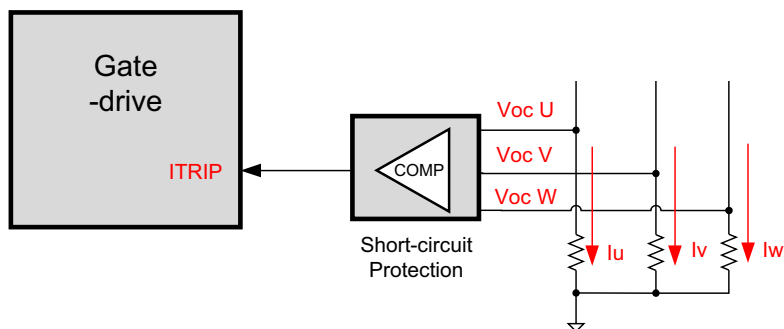 Gate
-drive
ITRIP
COMP
Voc U
Voc V
Voc W
Short-circuit
Protection
Iu
Iv
Iw